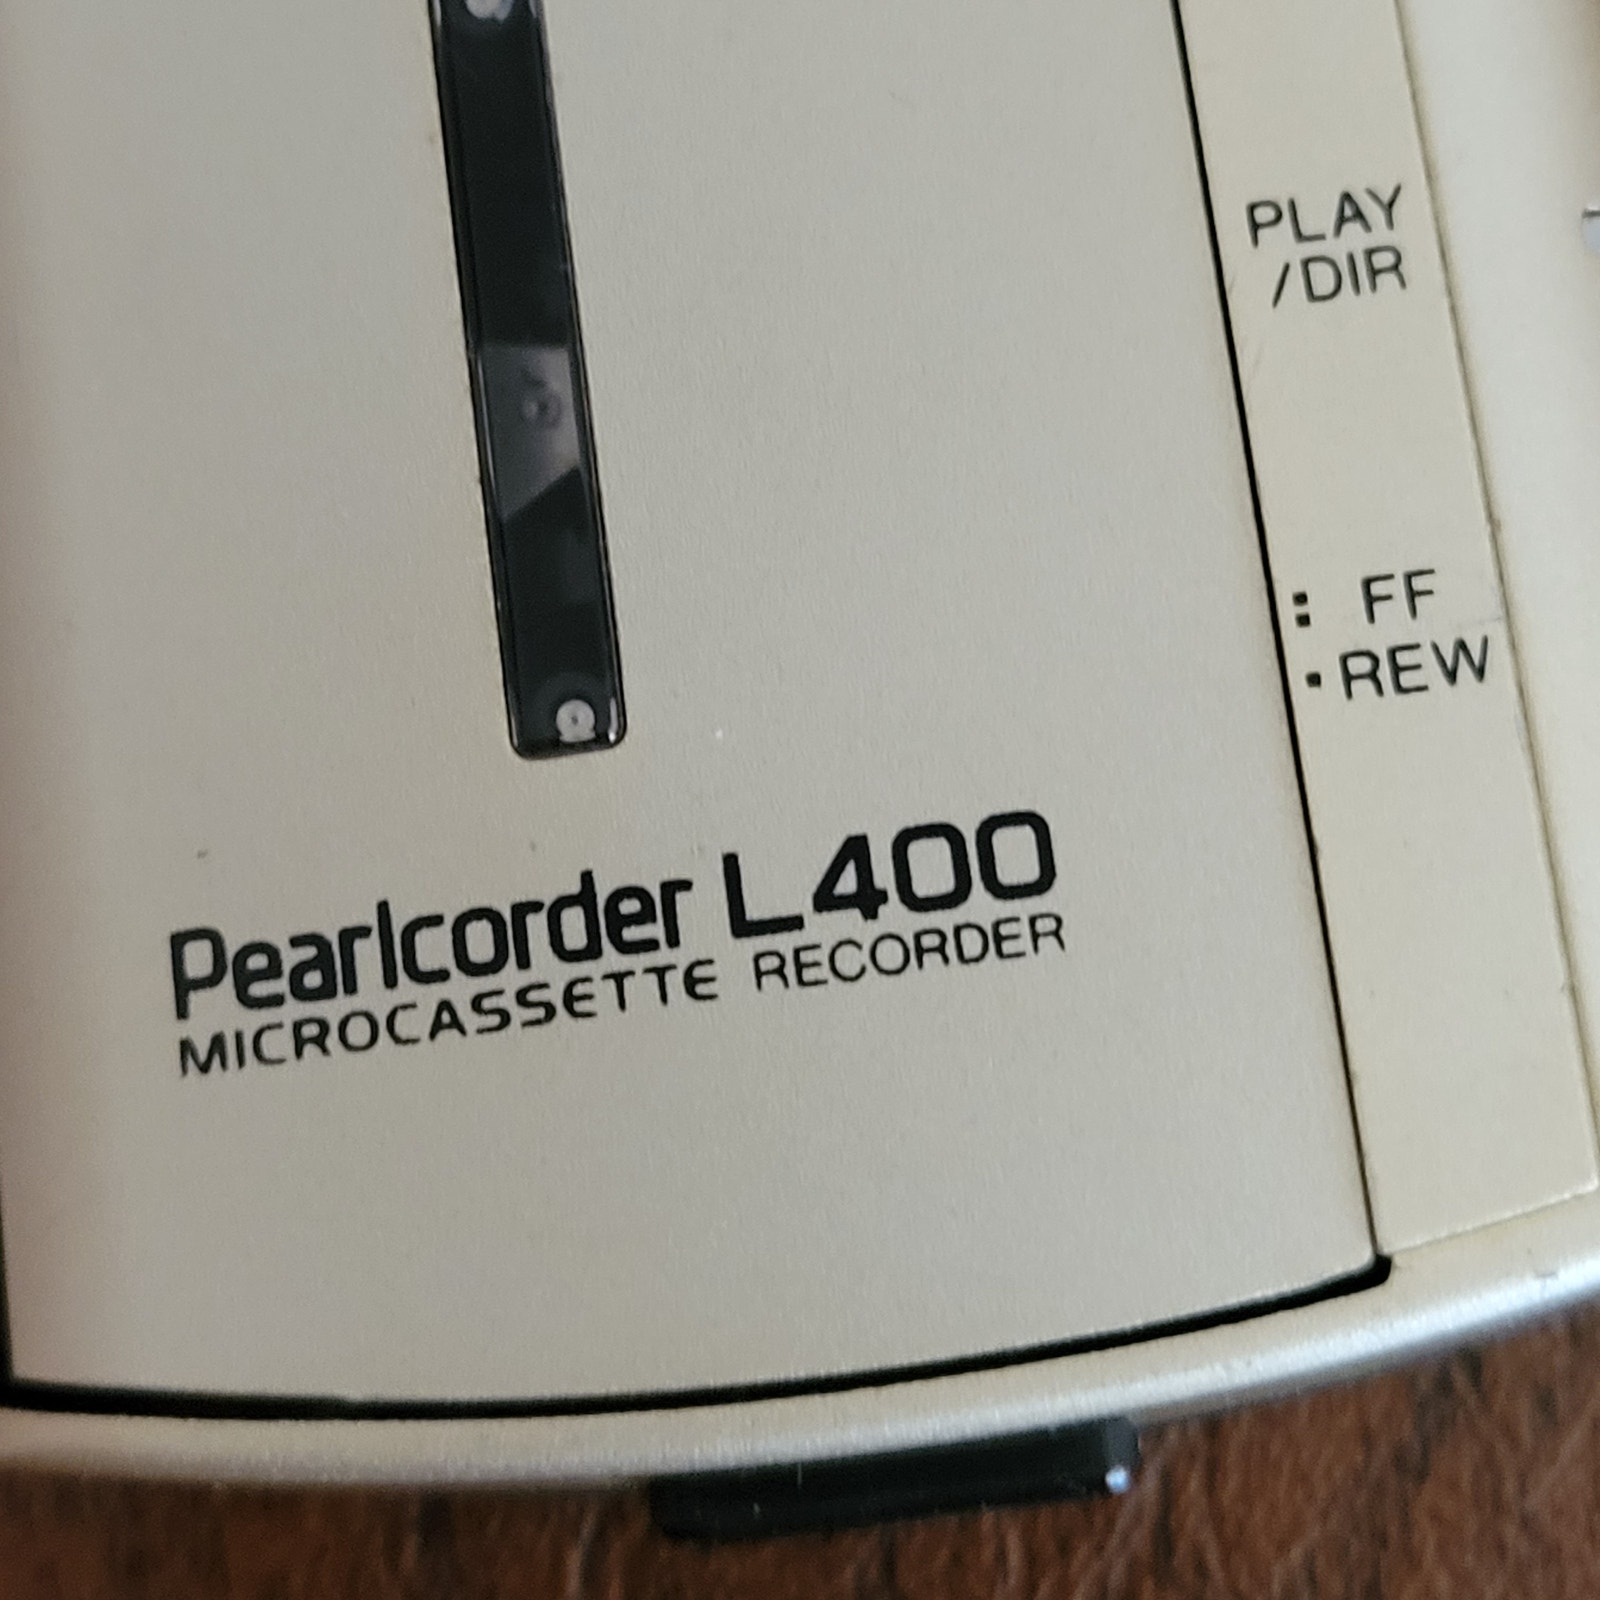 PLAY
/DIR
: FF
·REW
Pearlcorder L400
MICROCASSETTE RECORDER